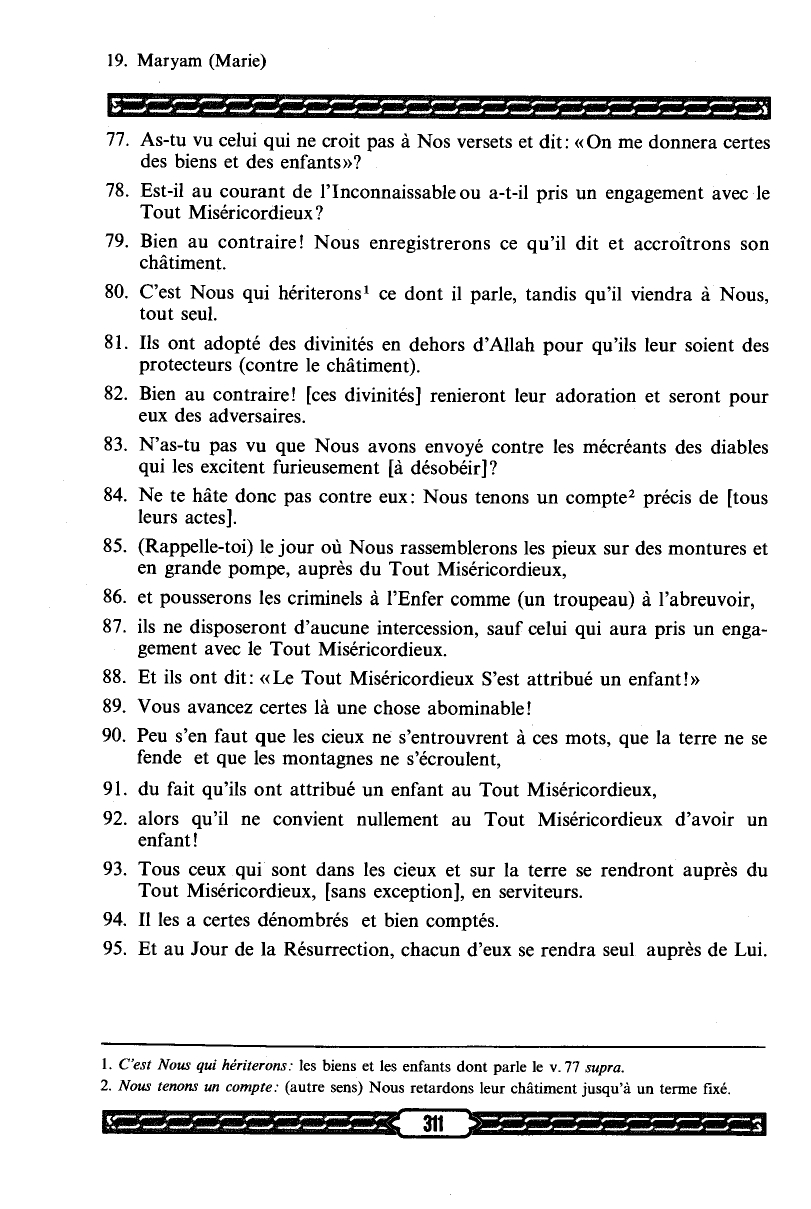 19. Maryam (Marie)
77. As-tu vu celui qui ne croit pas à Nos versets et dit: «On me donnera certes
des biens et des enfants»?
78. Est-il au courant de l'Inconnaissable ou a-t-il pris un engagement avec le
Tout Miséricordieux?
79. Bien au contraire! Nous enregistrerons ce qu'il dit et accroîtrons son
châtiment.
80. C'est Nous qui hériterons¹ ce dont il parle, tandis qu'il viendra à Nous,
tout seul.
81. Ils ont adopté des divinités en dehors d'Allah pour qu'ils leur soient des
protecteurs (contre le châtiment).
82. Bien au contraire! [ces divinités] renieront leur adoration et seront pour
eux des adversaires.
83. N'as-tu pas vu que Nous avons envoyé contre les mécréants des diables
qui les excitent furieusement [à désobéir]?
84. Ne te hâte donc pas contre eux: Nous tenons un compte² précis de [tous
leurs actes].
85. (Rappelle-toi) le jour où Nous rassemblerons les pieux sur des montures et
en grande pompe, auprès du Tout Miséricordieux,
86. et pousserons les criminels à l'Enfer comme (un troupeau) à l'abreuvoir,
87. ils ne disposeront d'aucune intercession, sauf celui qui aura pris un enga-
gement avec le Tout Miséricordieux.
88. Et ils ont dit: «Le Tout Miséricordieux S'est attribué un enfant!»
89. Vous avancez certes là une chose abominable!
90. Peu s'en faut que les cieux ne s'entrouvrent à ces mots, que la terre ne se
fende et que les montagnes ne s'écroulent,
91. du fait qu'ils ont attribué un enfant au Tout Miséricordieux,
92. alors qu'il ne convient nullement au Tout Miséricordieux d'avoir un
enfant!
93. Tous ceux qui sont dans les cieux et sur la terre se rendront auprès du
Tout Miséricordieux, [sans exception], en serviteurs.
94. Il les a certes dénombrés et bien comptés.
95. Et au Jour de la Résurrection, chacun d'eux se rendra seul auprès de Lui.
1. C'est Nous qui hériterons: les biens et les enfants dont parle le v. 77 supra.
2. Nous tenons un compte: (autre sens) Nous retardons leur châtiment jusqu'à un terme fixé.
311